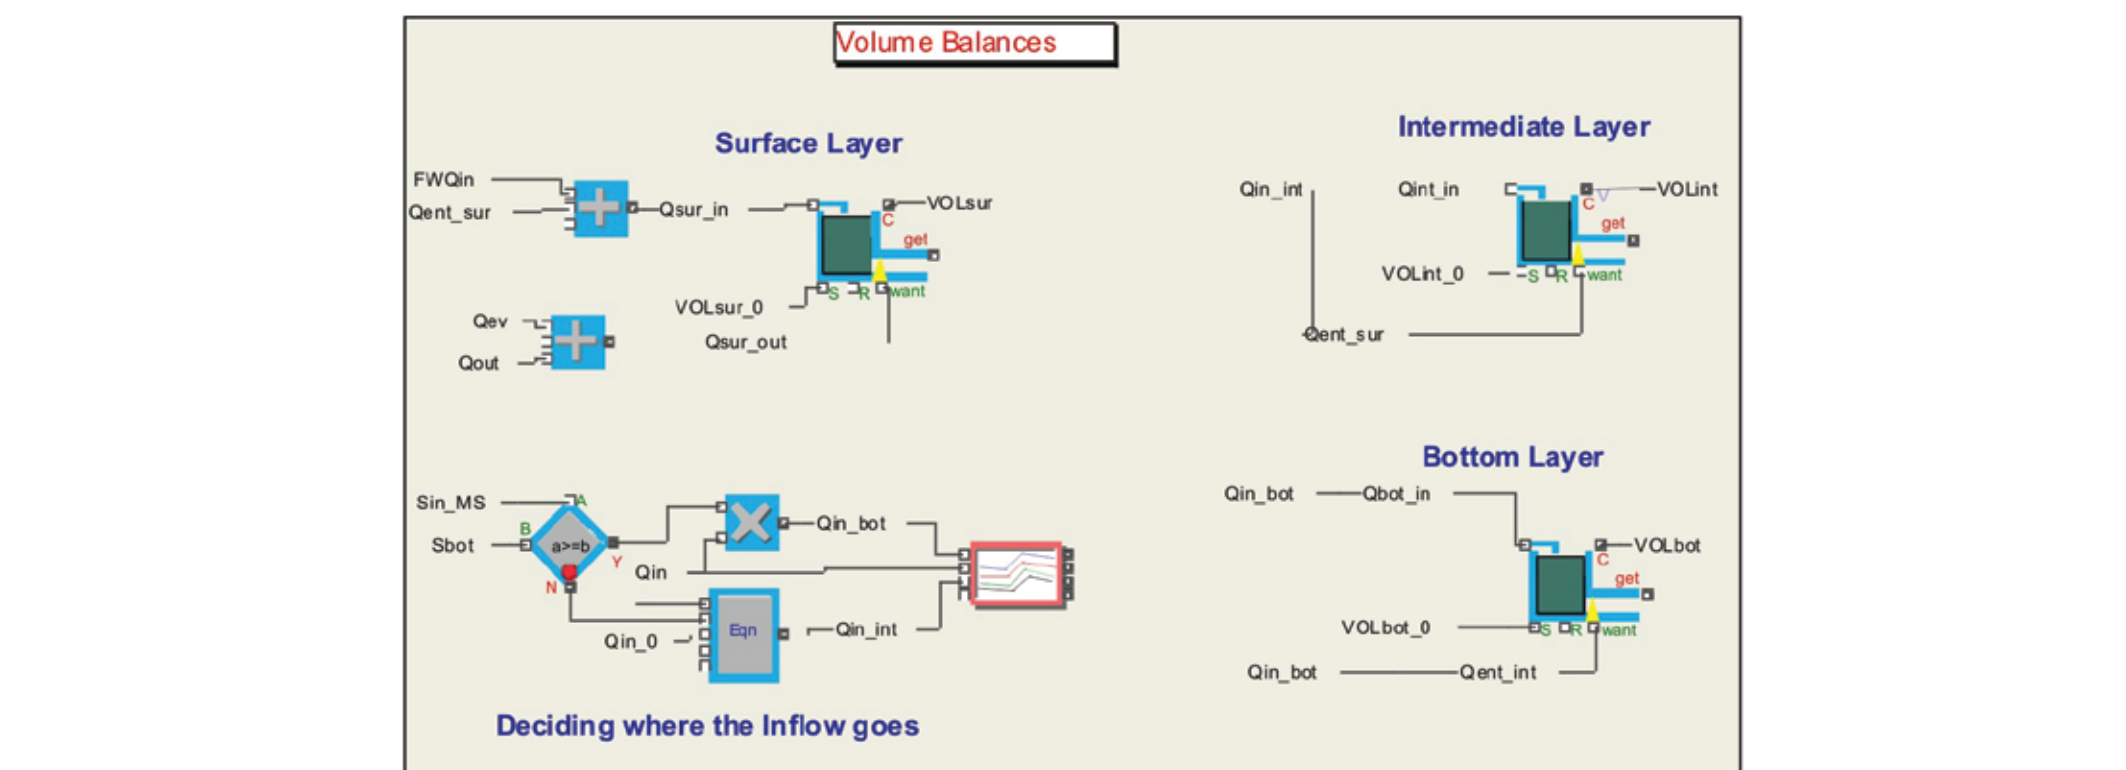 Volume Balances
Surface Layer
FWQin
Qent_sur
Qsur_in
VOLsur
C
get
S R want
VOLsur_0
Qsur_out
Qev
Qout
Intermediate Layer
Qin_int
Qint_in
VOLint
C
get
VOLint_0
S R want
Qent_sur
Sin_MS
A
B
Sbot
a>=b
Y
N
Qin_bot
Qin
Eqn
Qin_0
Qin_int
Deciding where the Inflow goes
Bottom Layer
Qin_bot
Qbot_in
VOLbot
C
get
VOLbot_0
S R want
Qin_bot
Qent_int